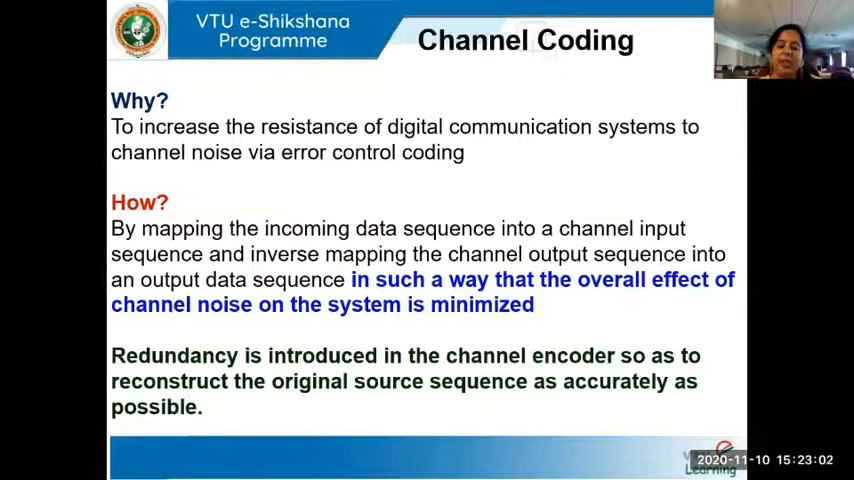 VTU e-Shikshana
Programme
Channel Coding
Why?
To increase the resistance of digital communication systems to
channel noise via error control coding
How?
By mapping the incoming data sequence into a channel input
sequence and inverse mapping the channel output sequence into
an output data sequence in such a way that the overall effect of
channel noise on the system is minimized
Redundancy is introduced in the channel encoder so as to
reconstruct the original source sequence as accurately as
possible.
2020-11-10 15:23:02
Learning